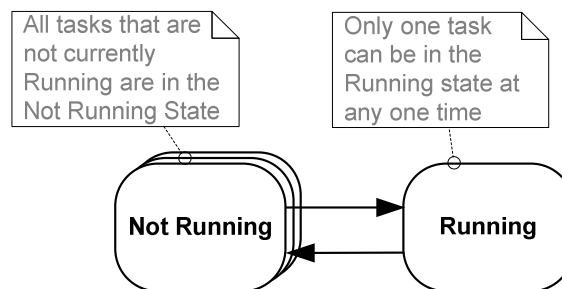 All tasks that are
not currently
Running are in the
Not Running State
Only one task
can be in the
Running state at
any one time
Not Running
Running